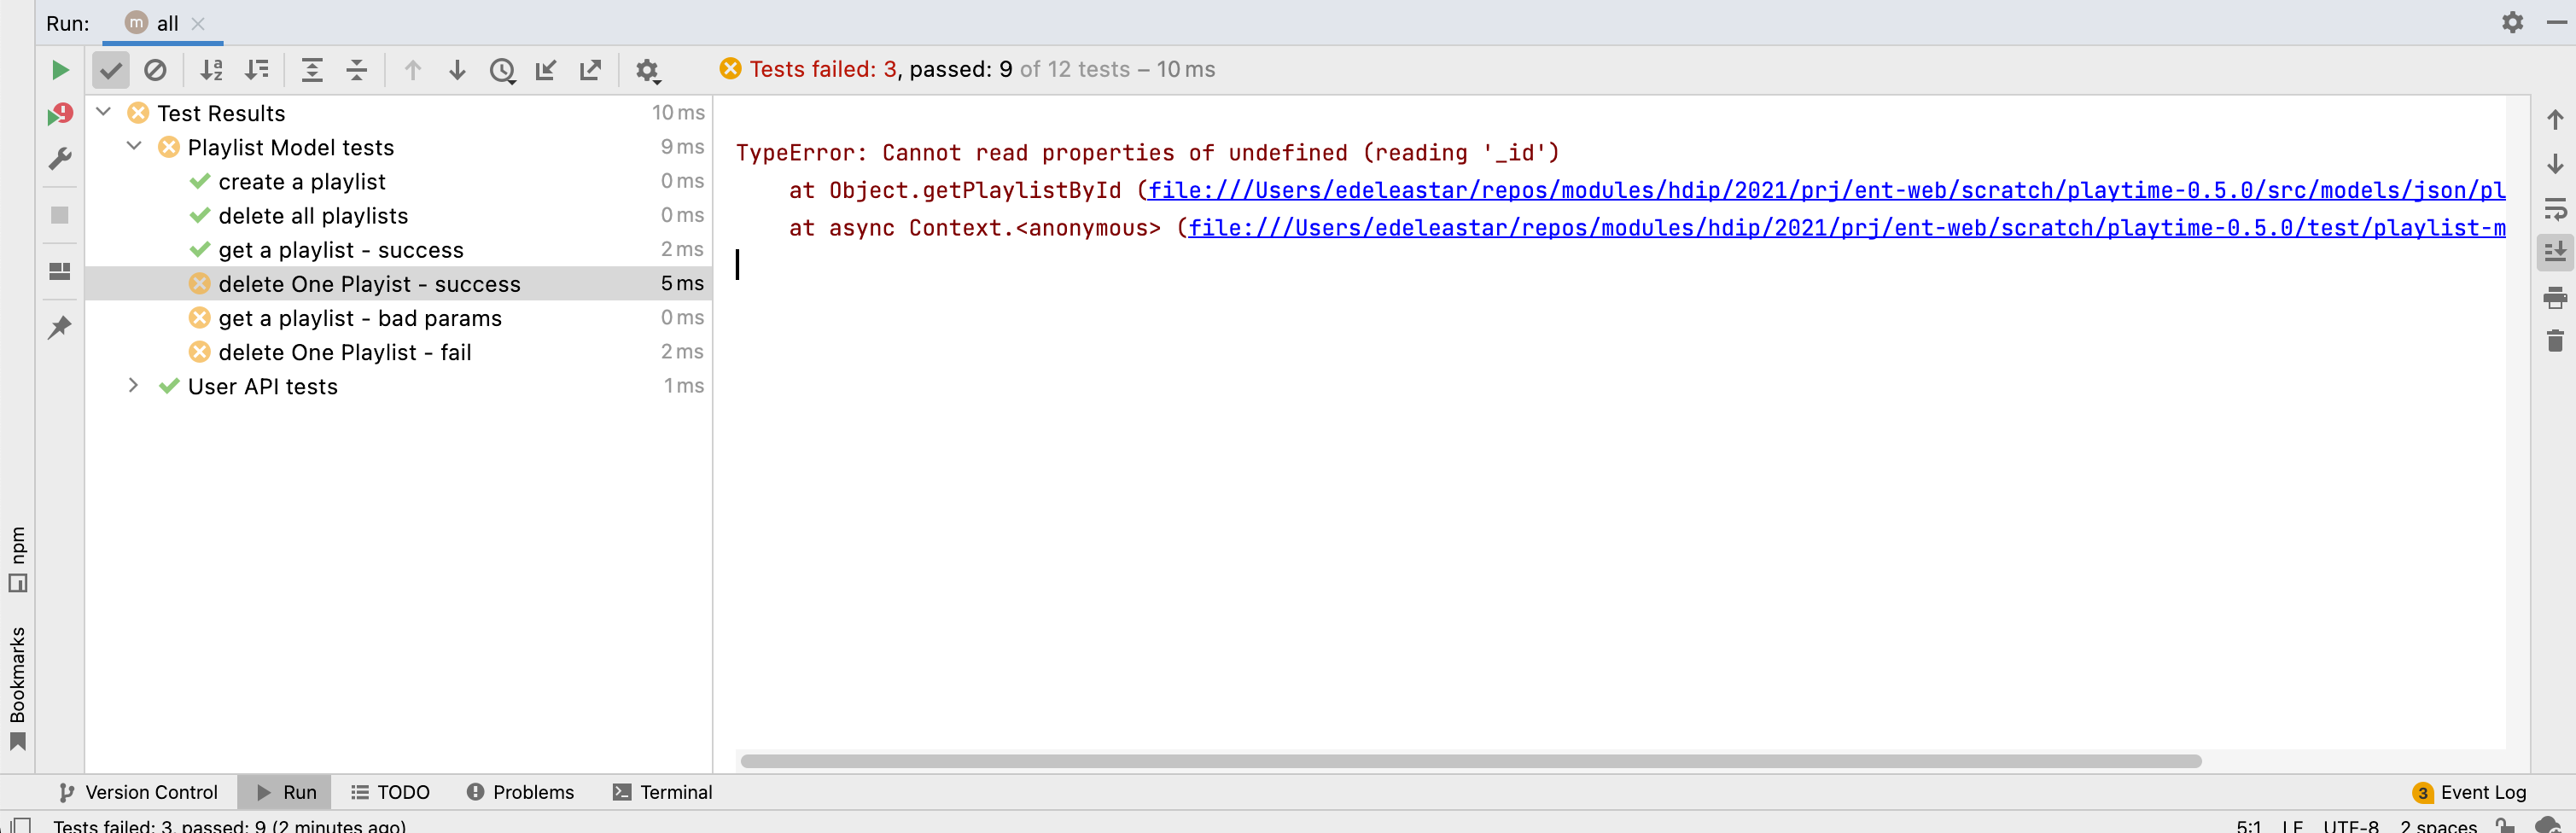 Run: m all
Tests failed: 3, passed: 9 of 12 tests – 10 ms
Test Results 10 ms
Playlist Model tests 9 ms
create a playlist 0 ms
delete all playlists 0 ms
get a playlist - success 2 ms
delete One Playist - success 5 ms
get a playlist - bad params 0 ms
delete One Playlist - fail 2 ms
User API tests 1 ms
TypeError: Cannot read properties of undefined (reading '_id')
at Object.getPlaylistById (file:///Users/edeleastar/repos/modules/hdip/2021/prj/ent-web/scratch/playtime-0.5.0/src/models/json/pl
at async Context.<anonymous> (file:///Users/edeleastar/repos/modules/hdip/2021/prj/ent-web/scratch/playtime-0.5.0/test/playlist-m
npm
Bookmarks
Version Control Run TODO Problems Terminal 3 Event Log
Tests failed: 3, passed: 9 (2 minutes ago) 5:1 LF UTF-8 2 spaces